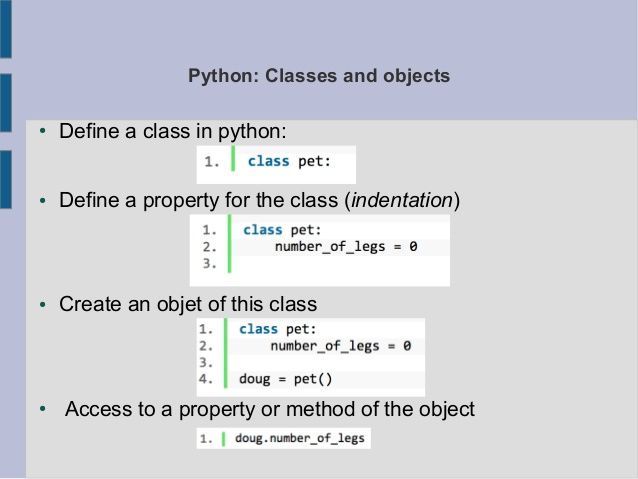 Python: Classes and objects
• Define a class in python:
1. class pet:
• Define a property for the class (indentation)
1. class pet:
2.     number_of_legs = 0
3.
• Create an objet of this class
1. class pet:
2.     number_of_legs = 0
3.
4. doug = pet()
• Access to a property or method of the object
1. doug.number_of_legs